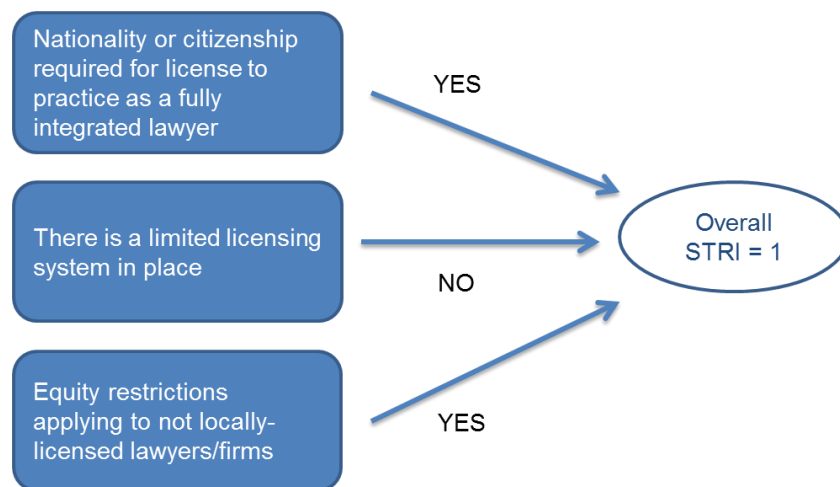 Nationality or citizenship
required for license to
practice as a fully
integrated lawyer
YES
There is a limited licensing
system in place
NO
Overall
STRI = 1
Equity restrictions
applying to not locally-
licensed lawyers/firms
YES